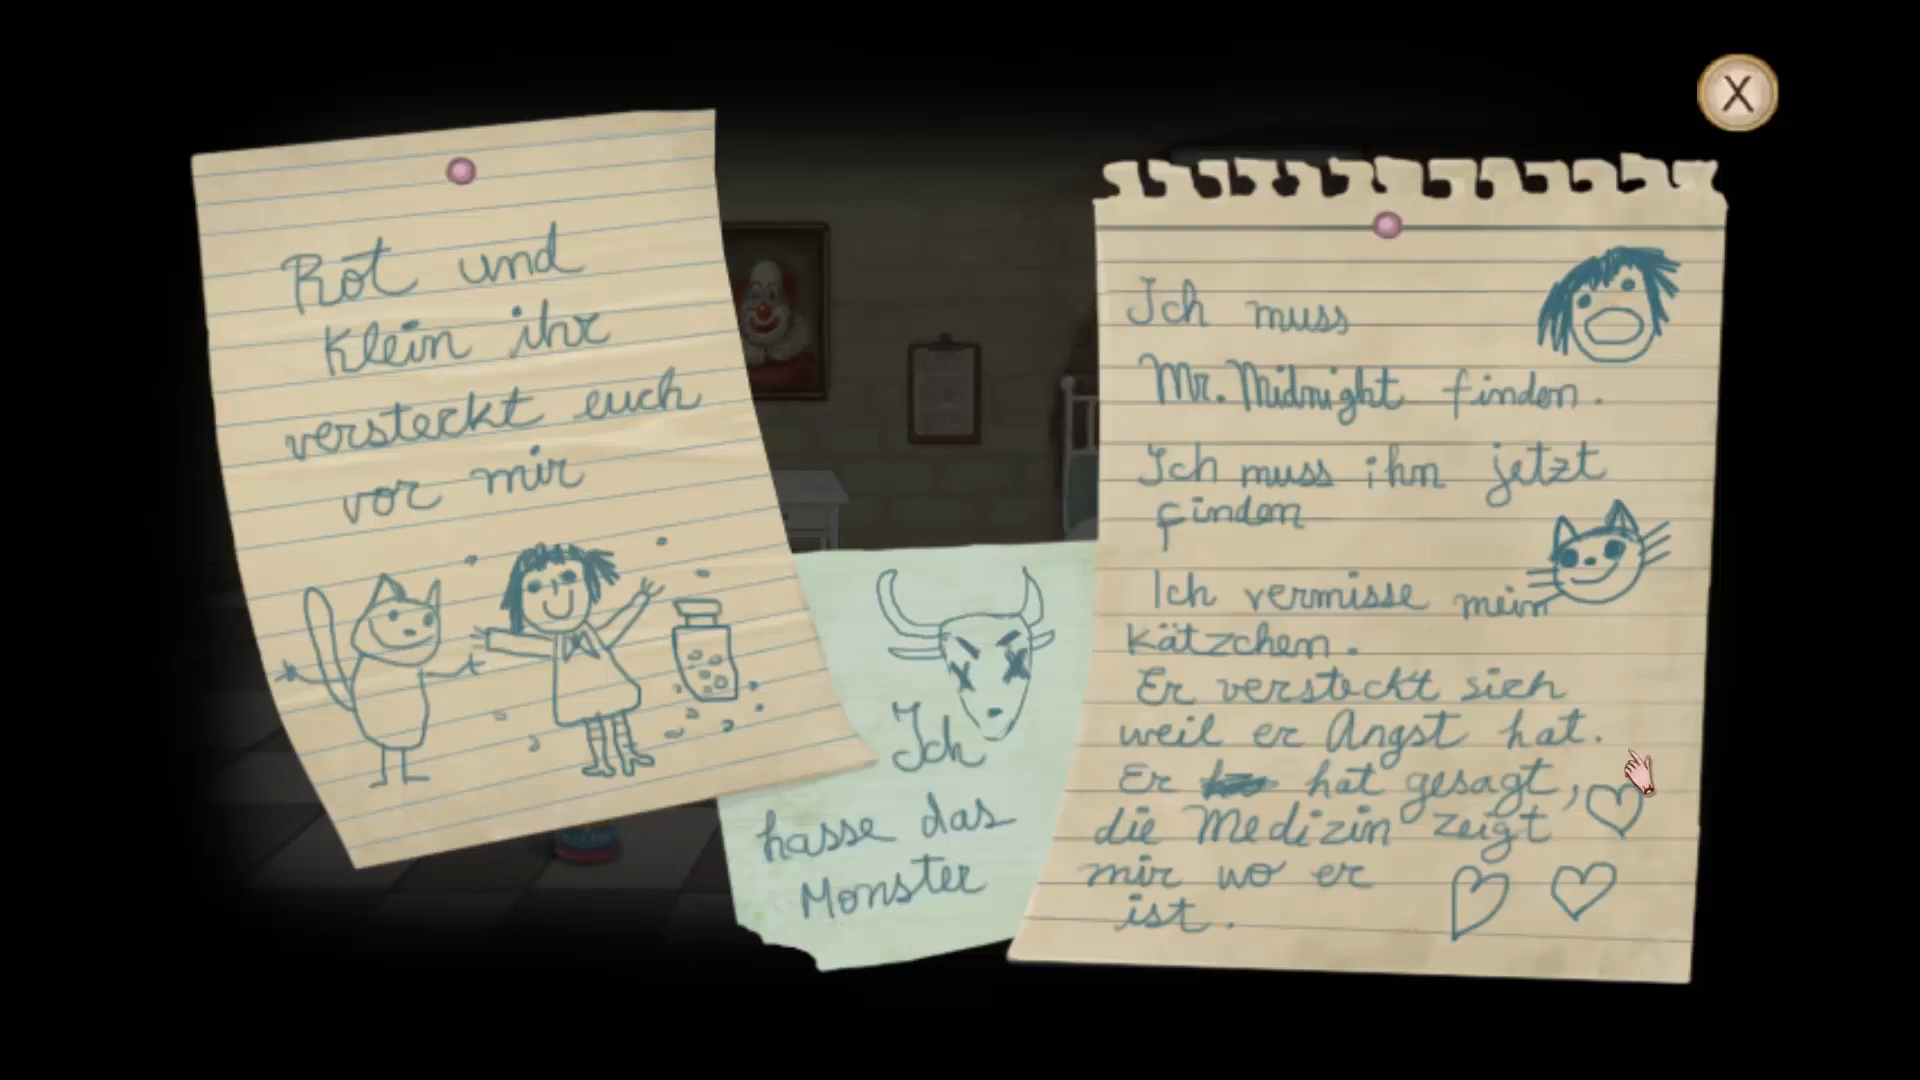 Rot und
Klein ihr
versteckt euch
vor mir
Ich
hasse das
Monster
Ich muss
Mr. Midnight finden.
Ich muss ihn jetzt
finden
Ich vermisse mein
Kätzchen.
Er versteckt sich
weil er Angst hat.
Er hat gesagt,
die Medizin zeigt
mir wo er
ist.
X